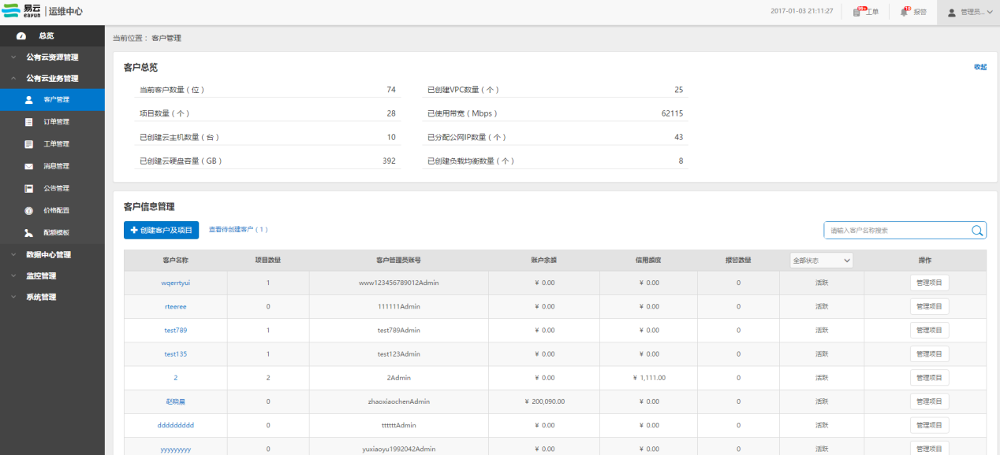 易云 eayun | 运维中心 2017-01-03 21:11:27 99+ 工单 10 报警 管理员...
总览
公有云资源管理
公有云业务管理
客户管理
订单管理
工单管理
消息管理
公告管理
价格配置
配额模板
数据中心管理
监控管理
系统管理
当前位置： 客户管理
客户总览 收起
当前客户数量（位） 74 已创建VPC数量（个） 25
项目数量（个） 28 已使用带宽（Mbps） 62115
已创建云主机数量（台） 10 已分配公网IP数量（个） 43
已创建云硬盘容量（GB） 392 已创建负载均衡数量（个） 8
客户信息管理
创建客户及项目 查看待创建客户（1） 请输入客户名称搜索
客户名称 项目数量 客户管理员账号 账户余额 信用额度 报警数量 全部状态 操作
wqerrtyui 1 www123456789012Admin ¥ 0.00 ¥ 0.00 0 活跃 管理项目
rteeree 0 111111Admin ¥ 0.00 ¥ 0.00 0 活跃 管理项目
test789 1 test789Admin ¥ 0.00 ¥ 0.00 0 活跃 管理项目
test135 1 test123Admin ¥ 0.00 ¥ 0.00 0 活跃 管理项目
2 2 2Admin ¥ 0.00 ¥ 1,111.00 0 活跃 管理项目
赵晓晨 0 zhaoxiaochenAdmin ¥ 200,090.00 ¥ 0.00 0 活跃 管理项目
ddddddddd 0 ttttttAdmin ¥ 0.00 ¥ 0.00 0 活跃 管理项目
yyyyyyyyy 0 yuxiaoyu1992042Admin ¥ 0.00 ¥ 0.00 0 活跃 管理项目